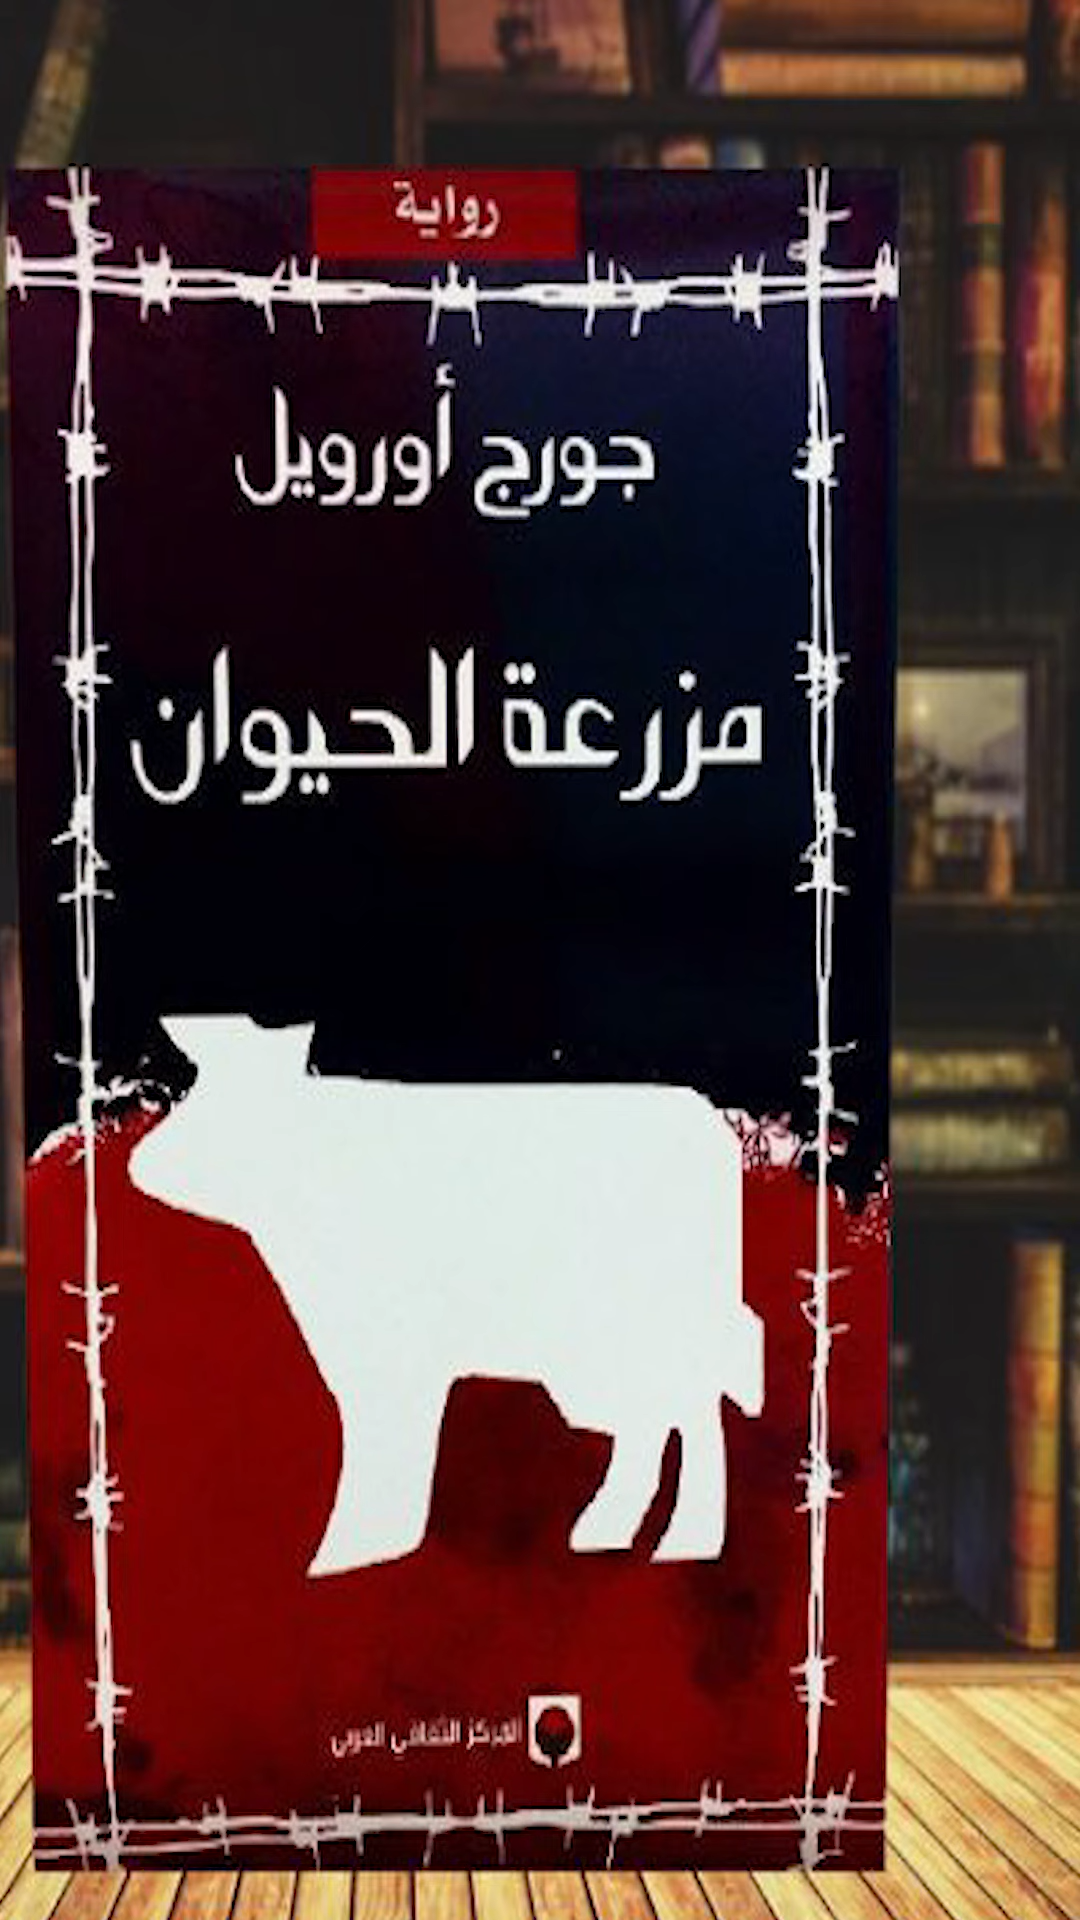 رواية
جورج أورويل
مزرعة الحيوان
المركز الثقافي العربي